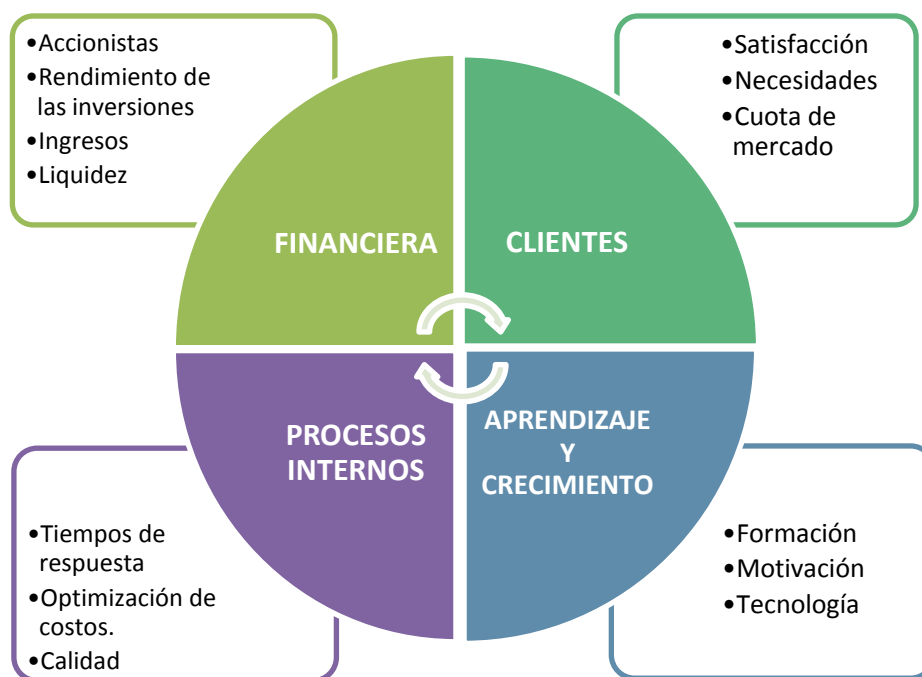 •Accionistas
•Rendimiento de
las inversiones
•Ingresos
•Liquidez
•Satisfacción
•Necesidades
•Cuota de
mercado
FINANCIERA
CLIENTES
PROCESOS
INTERNOS
APRENDIZAJE
Y
CRECIMIENTO
•Tiempos de
respuesta
•Optimización de
costos.
•Calidad
•Formación
•Motivación
•Tecnología